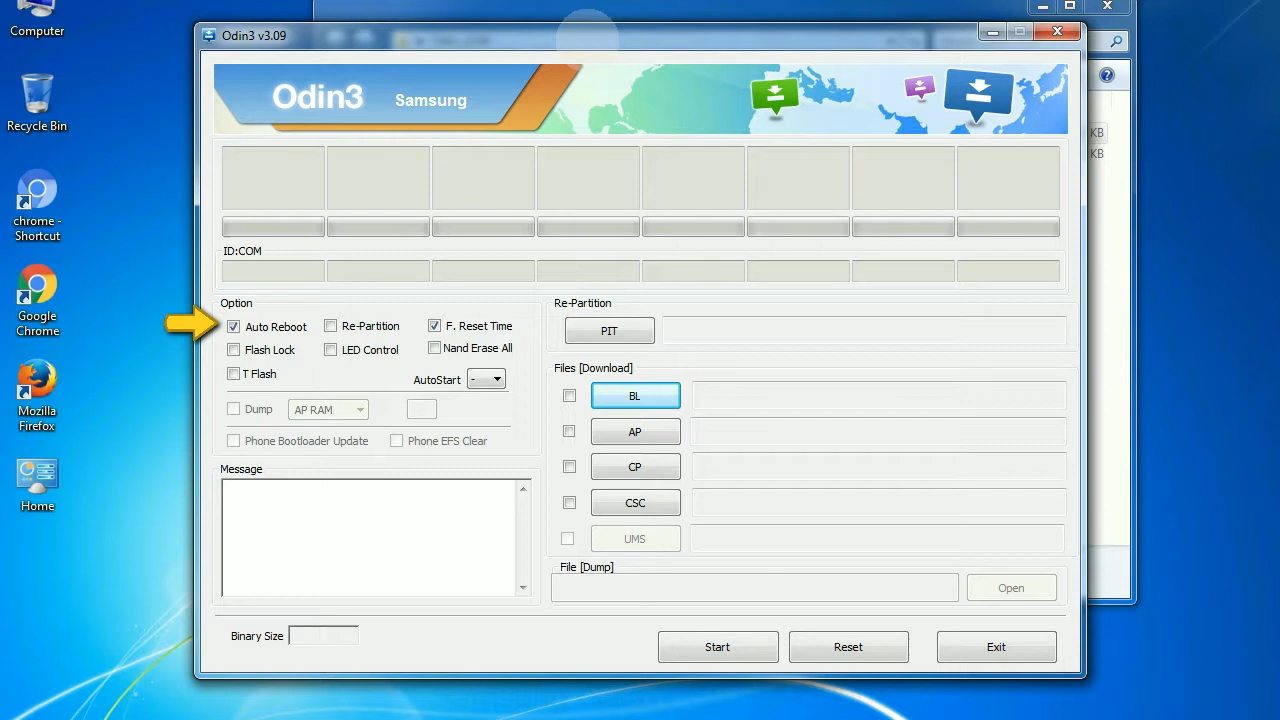 Computer
Recycle Bin
chrome -
Shortcut
Google
Chrome
Mozilla
Firefox
Home
Odin3 v3.09
Odin3 Samsung
KB
KB
ID:COM
Option
Auto Reboot Re-Partition F. Reset Time
Flash Lock LED Control Nand Erase All
T Flash
AutoStart -
Dump AP RAM
Phone Bootloader Update Phone EFS Clear
Message
Re-Partition
PIT
Files [Download]
BL
AP
CP
CSC
UMS
File [Dump]
Open
Binary Size
Start Reset Exit